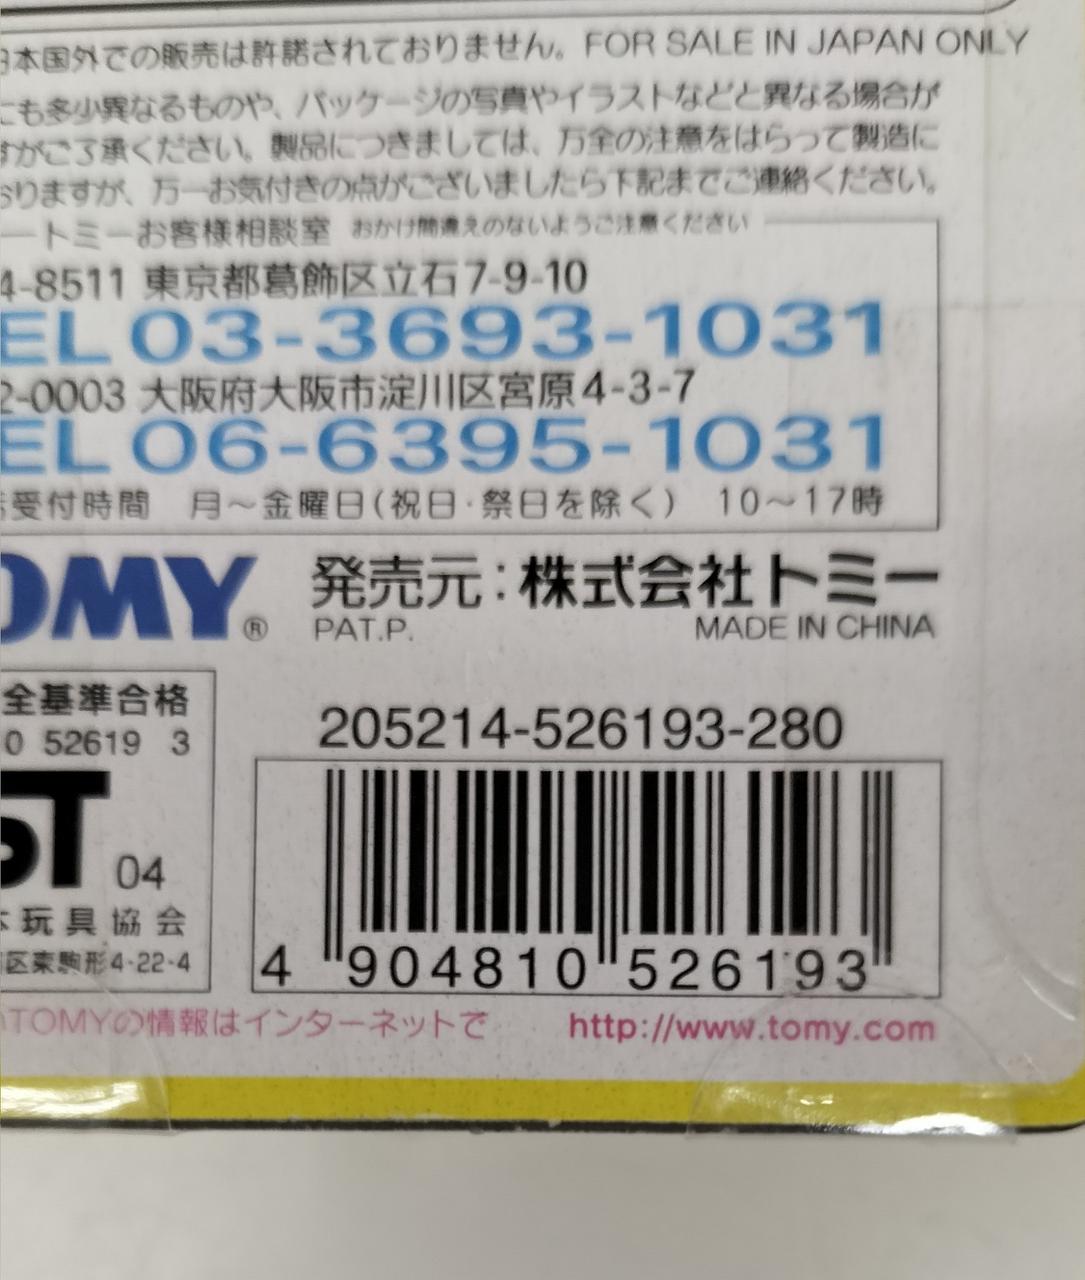 日本国外での販売は許諾されておりません。FOR SALE IN JAPAN ONLY
にも多少異なるものや、パッケージの写真やイラストなどと異なる場合が
すがご了承ください。製品につきましては、万全の注意をはらって製造に
おりますが、万一お気付きの点がございましたら下記までご連絡ください。
トミーお客様相談室 おかけ間違えのないようご注意ください
4-8511 東京都葛飾区立石7-9-10
EL 03-3693-1031
2-0003 大阪府大阪市淀川区宮原4-3-7
EL 06-6395-1031
受付時間 月～金曜日(祝日·祭日を除く) 10～17時
OMY® 発売元:株式会社トミー
PAT.P. MADE IN CHINA
全基準合格
0 52619 3
ST 04
本玩具協会
区東駒形4-22-4
205214-526193-280
4 904810 526193
TOMYの情報はインターネットで http://www.tomy.com